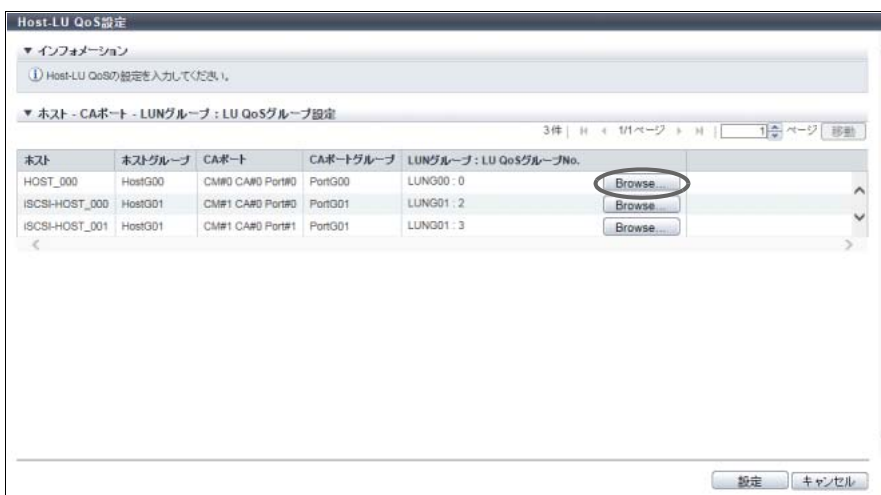 Host-LU QoS設定
▼ インフォメーション
Host-LU QoSの設定を入力してください。
▼ ホスト - CAポート - LUNグループ : LU QoSグループ設定
3件 1/1ページ 1 ページ 移動
ホスト ホストグループ CAポート CAポートグループ LUNグループ : LU QoSグループNo.
HOST_000 HostG00 CM#0 CA#0 Port#0 PortG00 LUNG00 : 0 Browse...
iSCSI-HOST_000 HostG01 CM#1 CA#0 Port#0 PortG01 LUNG01 : 2 Browse...
iSCSI-HOST_001 HostG01 CM#1 CA#0 Port#1 PortG01 LUNG01 : 3 Browse...
設定 キャンセル